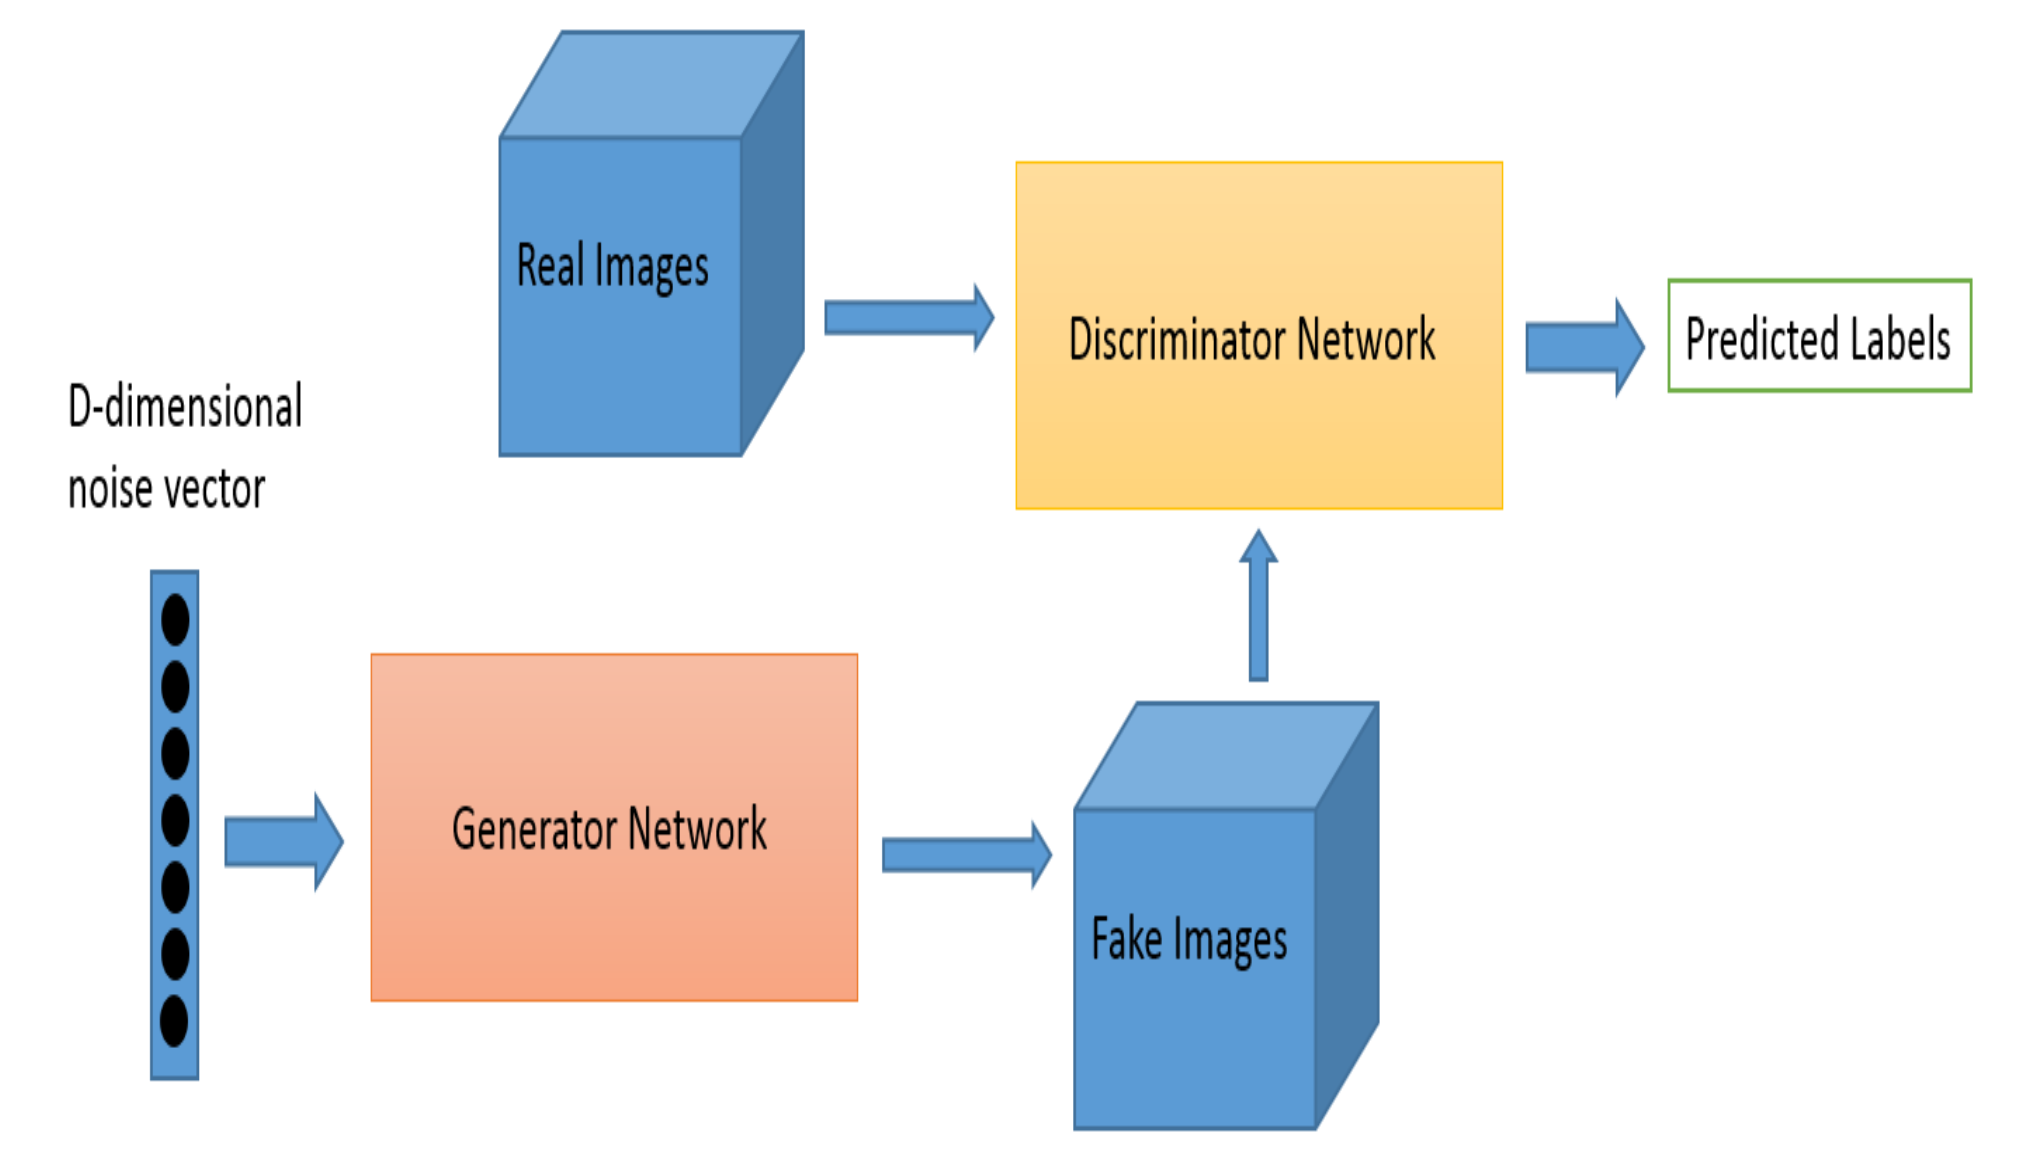 Real Images
Discriminator Network
Predicted Labels
D-dimensional
noise vector
Generator Network
Fake Images